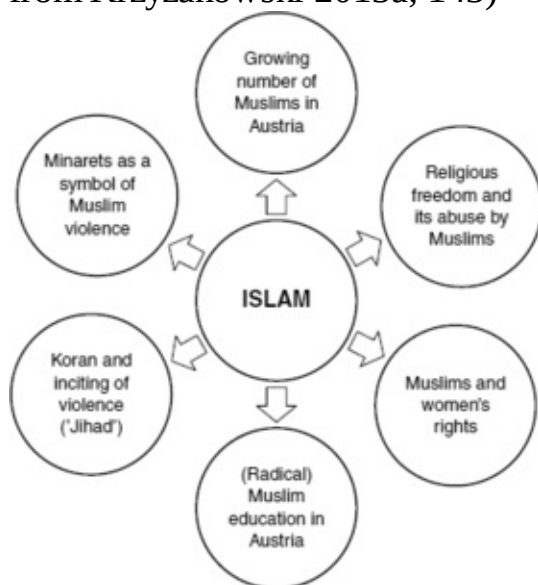 from Krzyżanowski 2013a, 143)
Growing
number of
Muslims in
Austria
Minarets as a
symbol of
Muslim
violence
Religious
freedom and
its abuse by
Muslims
ISLAM
Koran and
inciting of
violence
('Jihad')
Muslims and
women's
rights
(Radical)
Muslim
education in
Austria